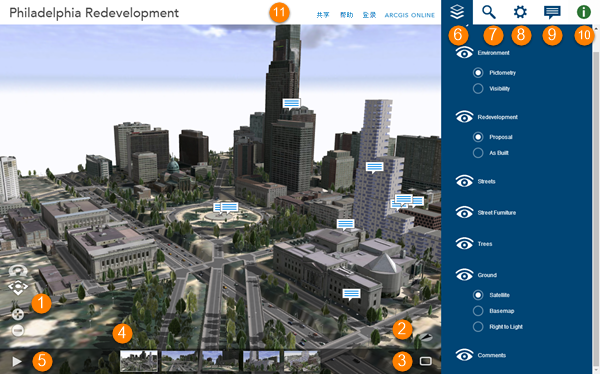 Philadelphia Redevelopment
11
共享 帮助 登录 ARCGIS ONLINE
6 7 8 9 10
Environment
Pictometry
Visibility
Redevelopment
Proposal
As Built
Streets
Street Furniture
Trees
Ground
Satellite
Basemap
Right to Light
Comments
1
2
4
5
3